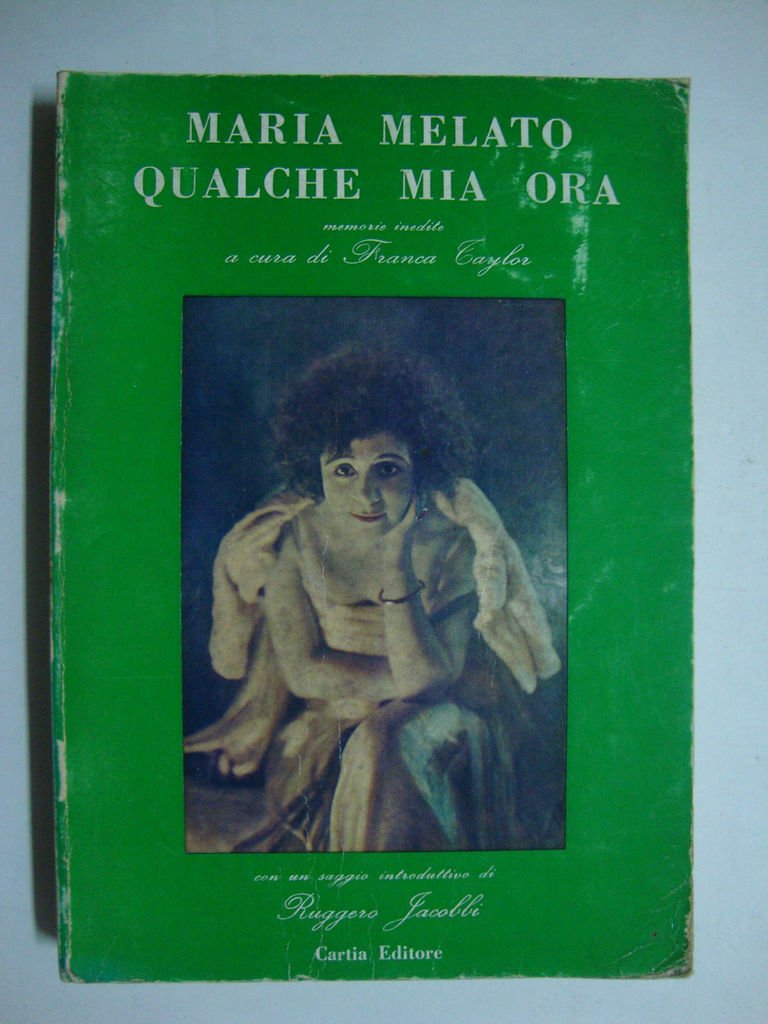 MARIA MELATO
QUALCHE MIA ORA
memorie inedite
a cura di Franca Taylor
con un saggio introduttivo di
Ruggero Jacobbi
Cartia Editore